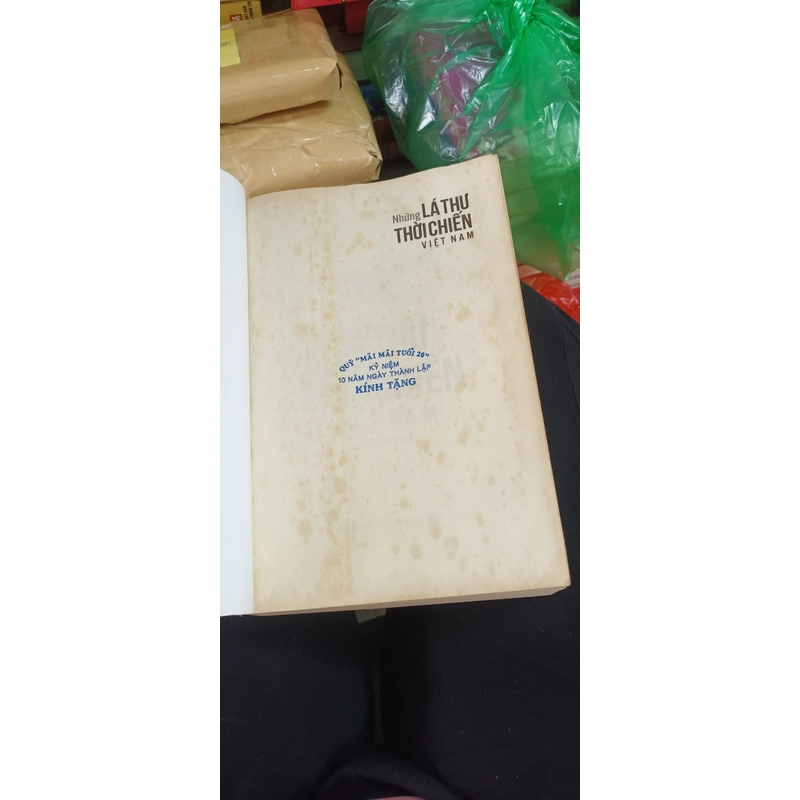 Những LÁ THƯ
THỜI CHIẾN
VIỆT NAM
QUỸ "MÃI MÃI TUỔI 20"
KỶ NIỆM
10 NĂM NGÀY THÀNH LẬP
KÍNH TẶNG